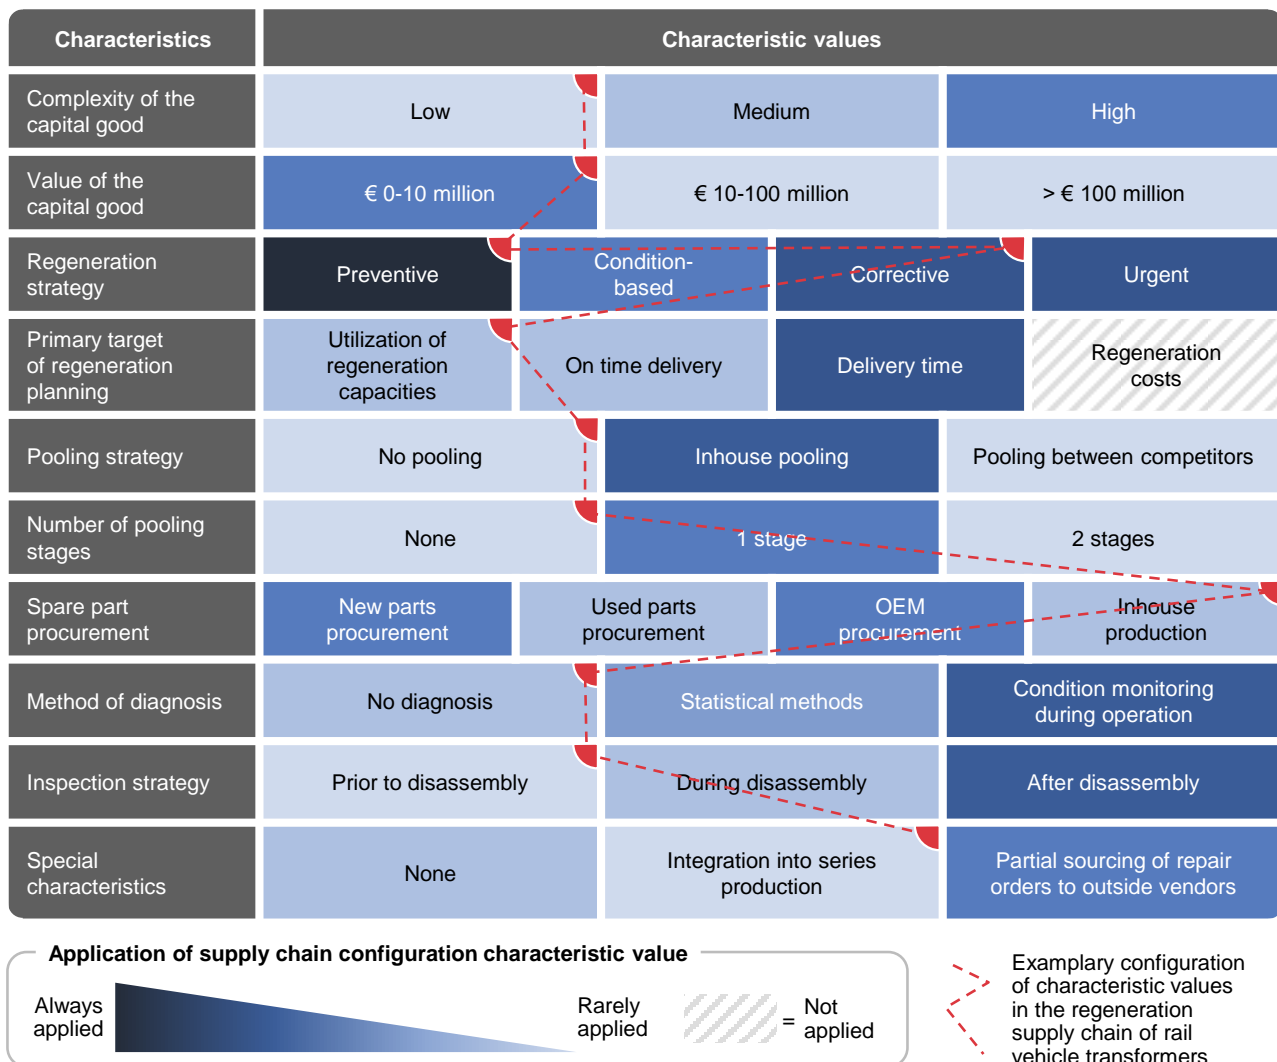 Characteristics
Characteristic values
Complexity of the
capital good
Low
Medium
High
Value of the
capital good
€ 0-10 million
€ 10-100 million
> € 100 million
Regeneration
strategy
Preventive
Condition-
based
Corrective
Urgent
Primary target
of regeneration
planning
Utilization of
regeneration
capacities
On time delivery
Delivery time
Regeneration
costs
Pooling strategy
No pooling
Inhouse pooling
Pooling between competitors
Number of pooling
stages
None
1 stage
2 stages
Spare part
procurement
New parts
procurement
Used parts
procurement
OEM
procurement
Inhouse
production
Method of diagnosis
No diagnosis
Statistical methods
Condition monitoring
during operation
Inspection strategy
Prior to disassembly
During disassembly
After disassembly
Special
characteristics
None
Integration into series
production
Partial sourcing of repair
orders to outside vendors
Application of supply chain configuration characteristic value
Always
applied
Rarely
applied
= Not
applied
Examplary configuration
of characteristic values
in the regeneration
supply chain of rail
vehicle transformers